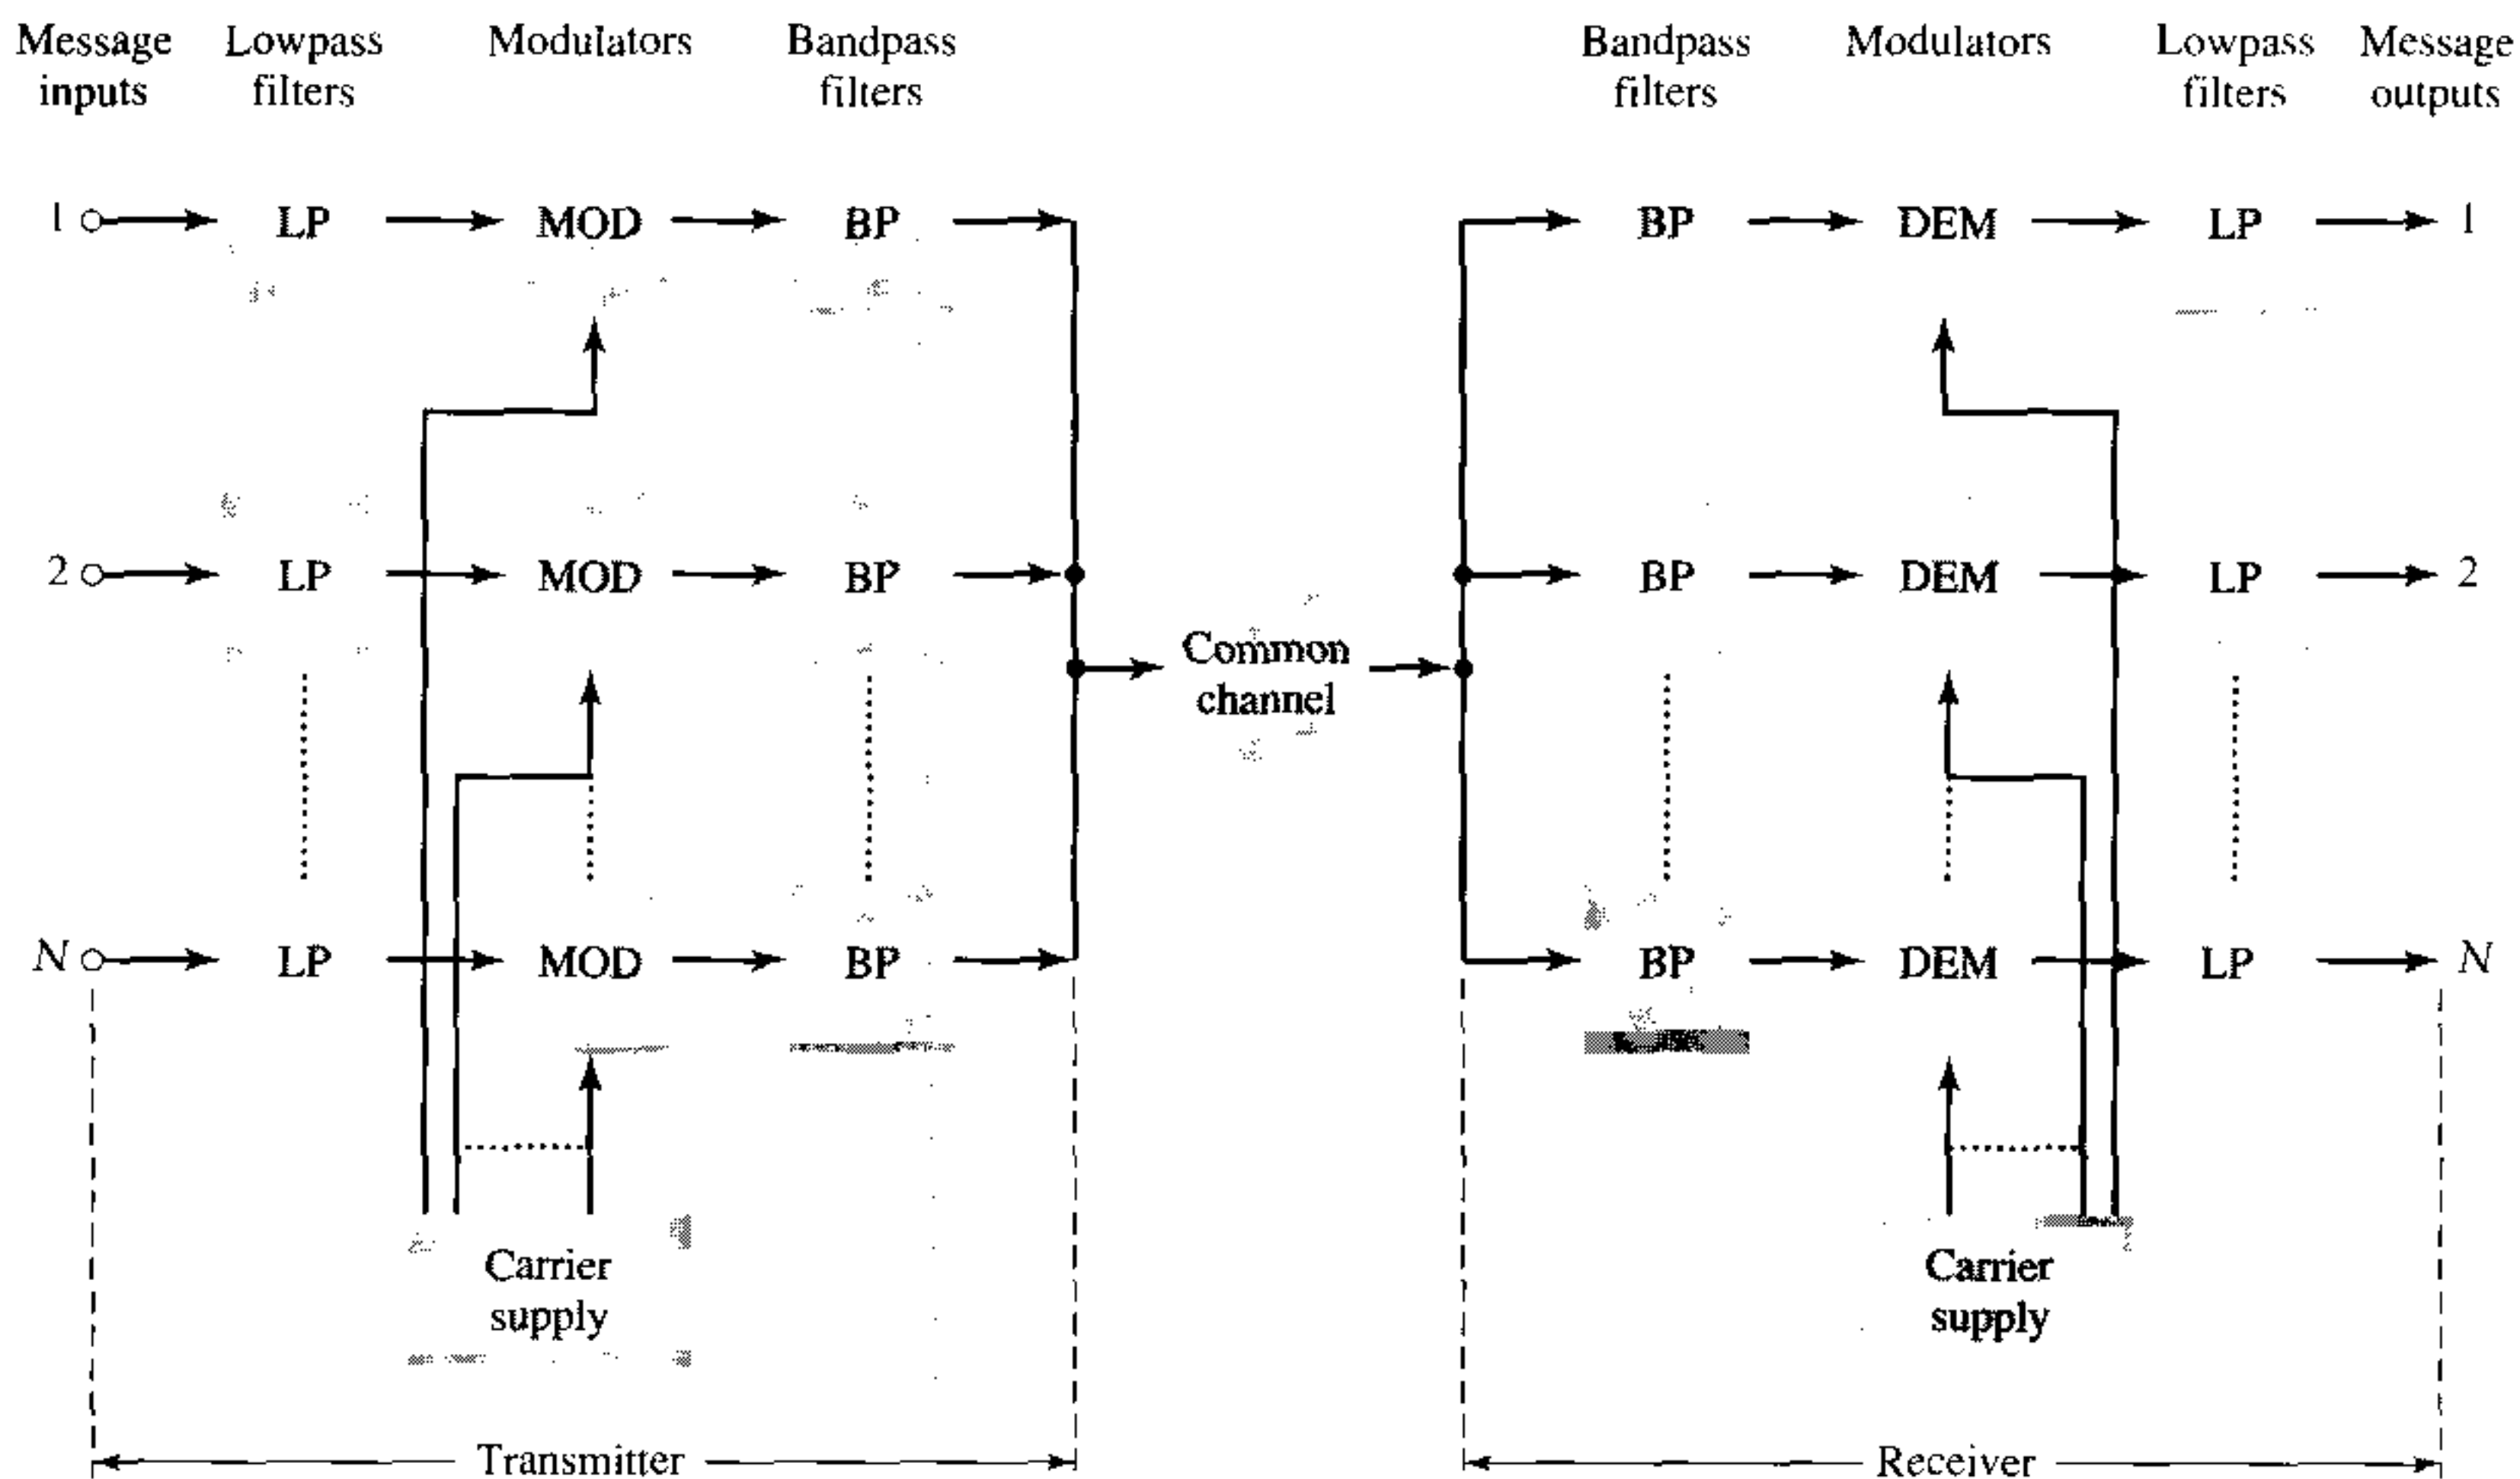 Message inputs
Lowpass filters
Modulators
Bandpass filters
Bandpass filters
Modulators
Lowpass filters
Message outputs
1 LP MOD BP BP DEM LP 1
2 LP MOD BP BP DEM LP 2
Common channel
N LP MOD BP BP DEM LP N
Carrier supply
Carrier supply
Transmitter
Receiver